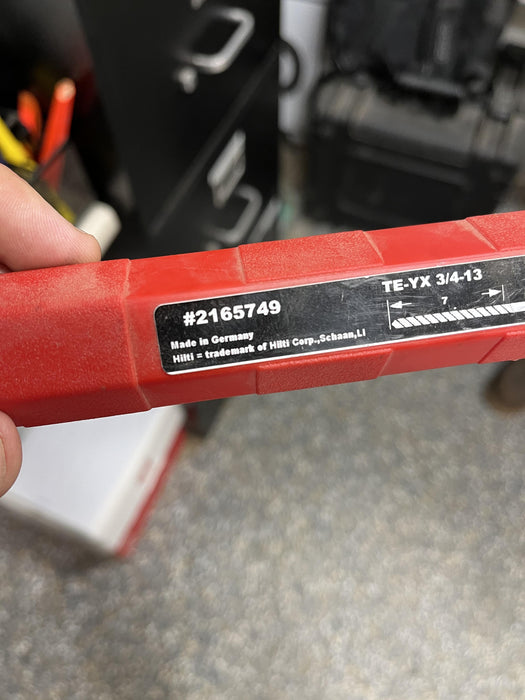 #2165749
Made in Germany
Hilti = trademark of Hilti Corp.,Schaan,LI
TE-YX 3/4-13
7